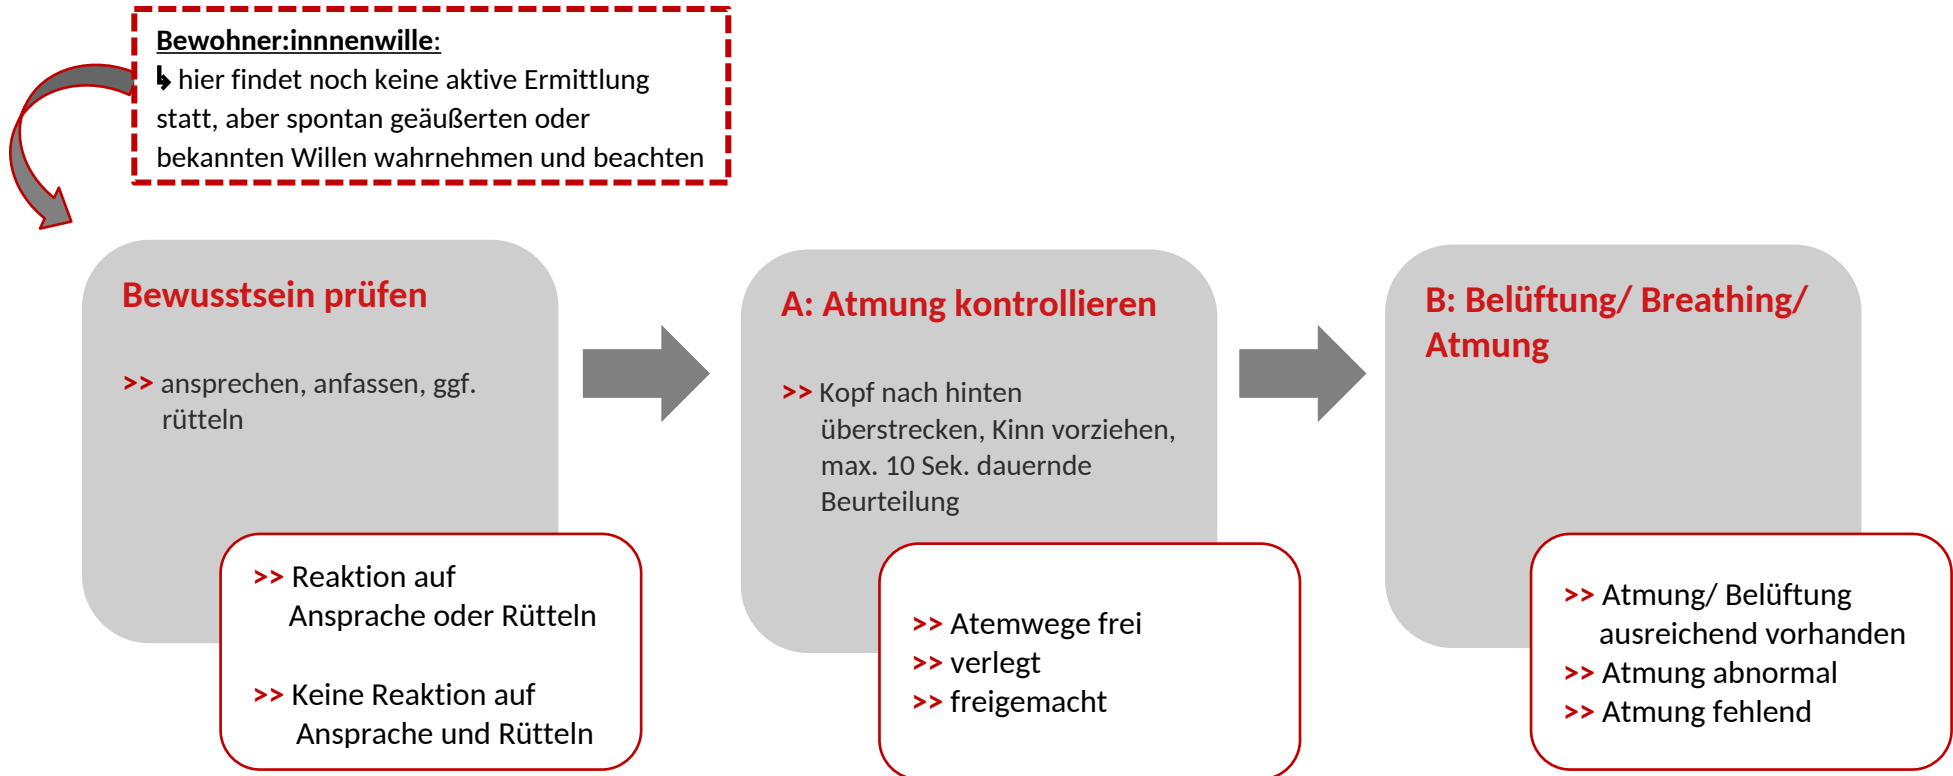 Bewohner:innnenwille:
↳ hier findet noch keine aktive Ermittlung
statt, aber spontan geäußerten oder
bekannten Willen wahrnehmen und beachten
Bewusstsein prüfen
>> ansprechen, anfassen, ggf.
rütteln
>> Reaktion auf
Ansprache oder Rütteln
>> Keine Reaktion auf
Ansprache und Rütteln
A: Atmung kontrollieren
>> Kopf nach hinten
überstrecken, Kinn vorziehen,
max. 10 Sek. dauernde
Beurteilung
>> Atemwege frei
>> verlegt
>> freigemacht
B: Belüftung/ Breathing/
Atmung
>> Atmung/ Belüftung
ausreichend vorhanden
>> Atmung abnormal
>> Atmung fehlend